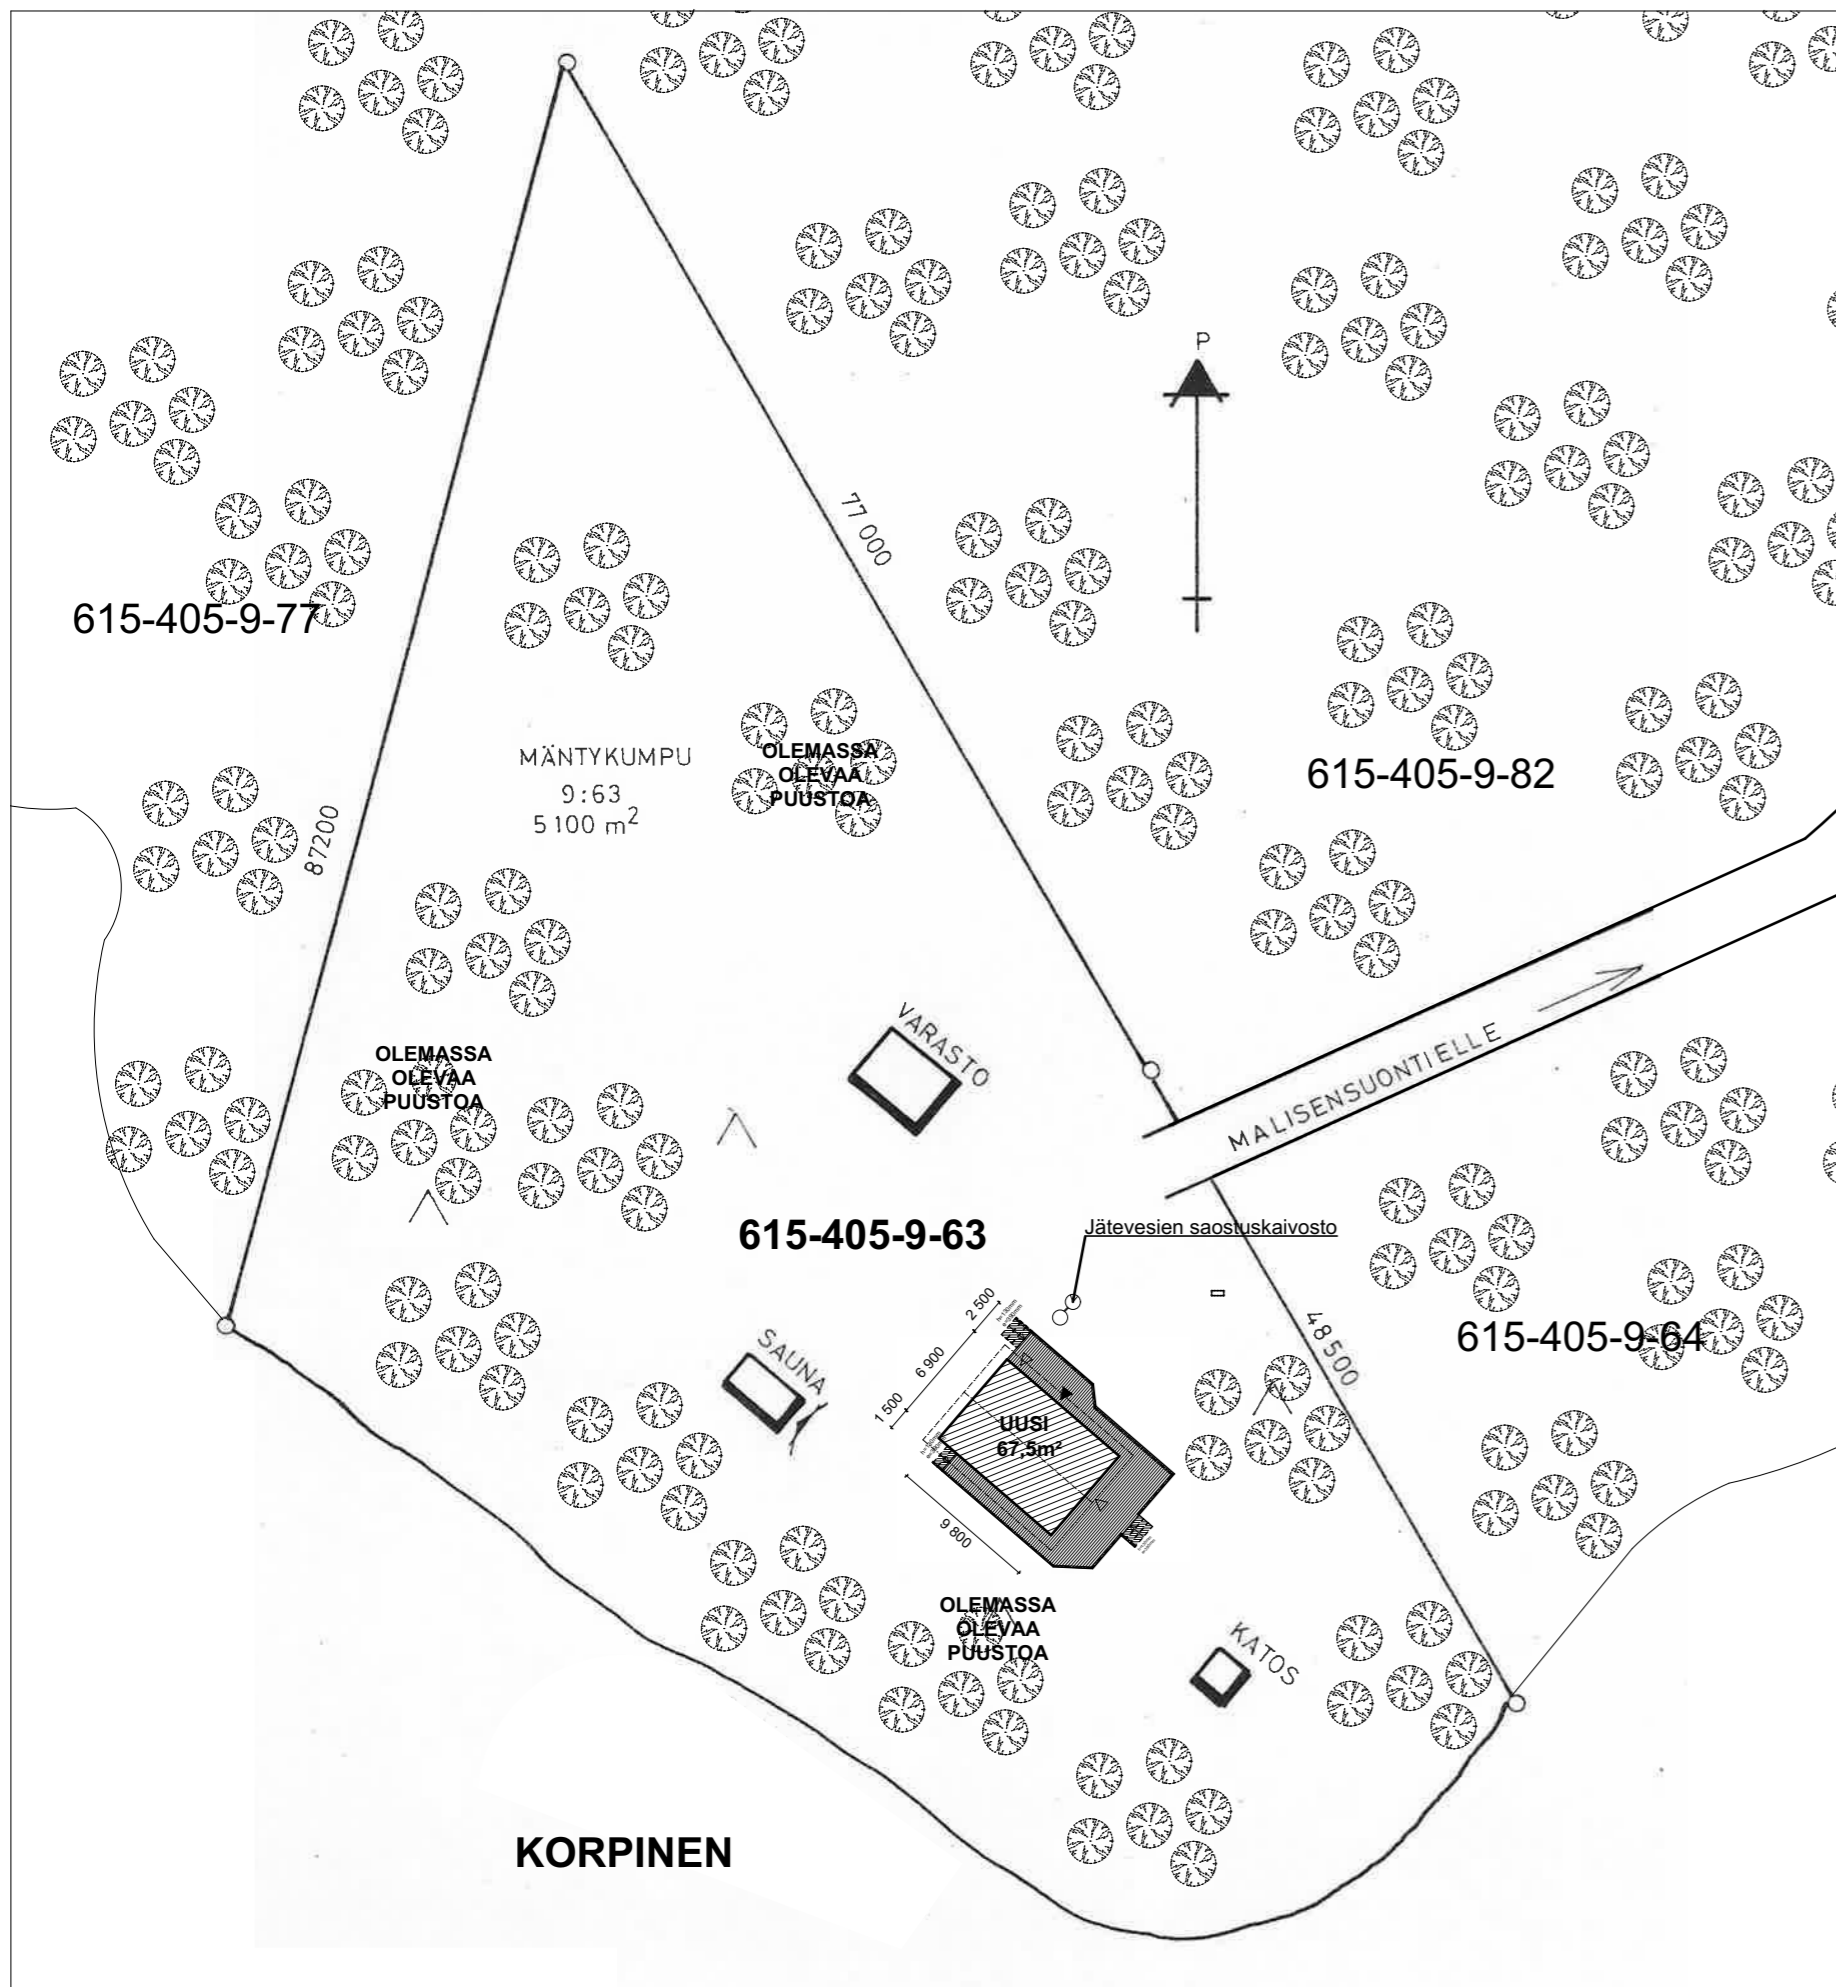 P
77 000
615-405-9-77
MÄNTYKUMPU
9:63
5100 m²
OLEMASSA
OLEVAA
PUUSTOA
615-405-9-82
87200
VARASTO
OLEMASSA
OLEVAA
PUUSTOA
MALISENSUONTIELLE
615-405-9-63
Jätevesien saostuskaivosto
2 500
6 900
1 500
SAUNA
48 500
615-405-9-64
UUSI
67,5m²
9 800
OLEMASSA
OLEVAA
PUUSTOA
KATOS
KORPINEN